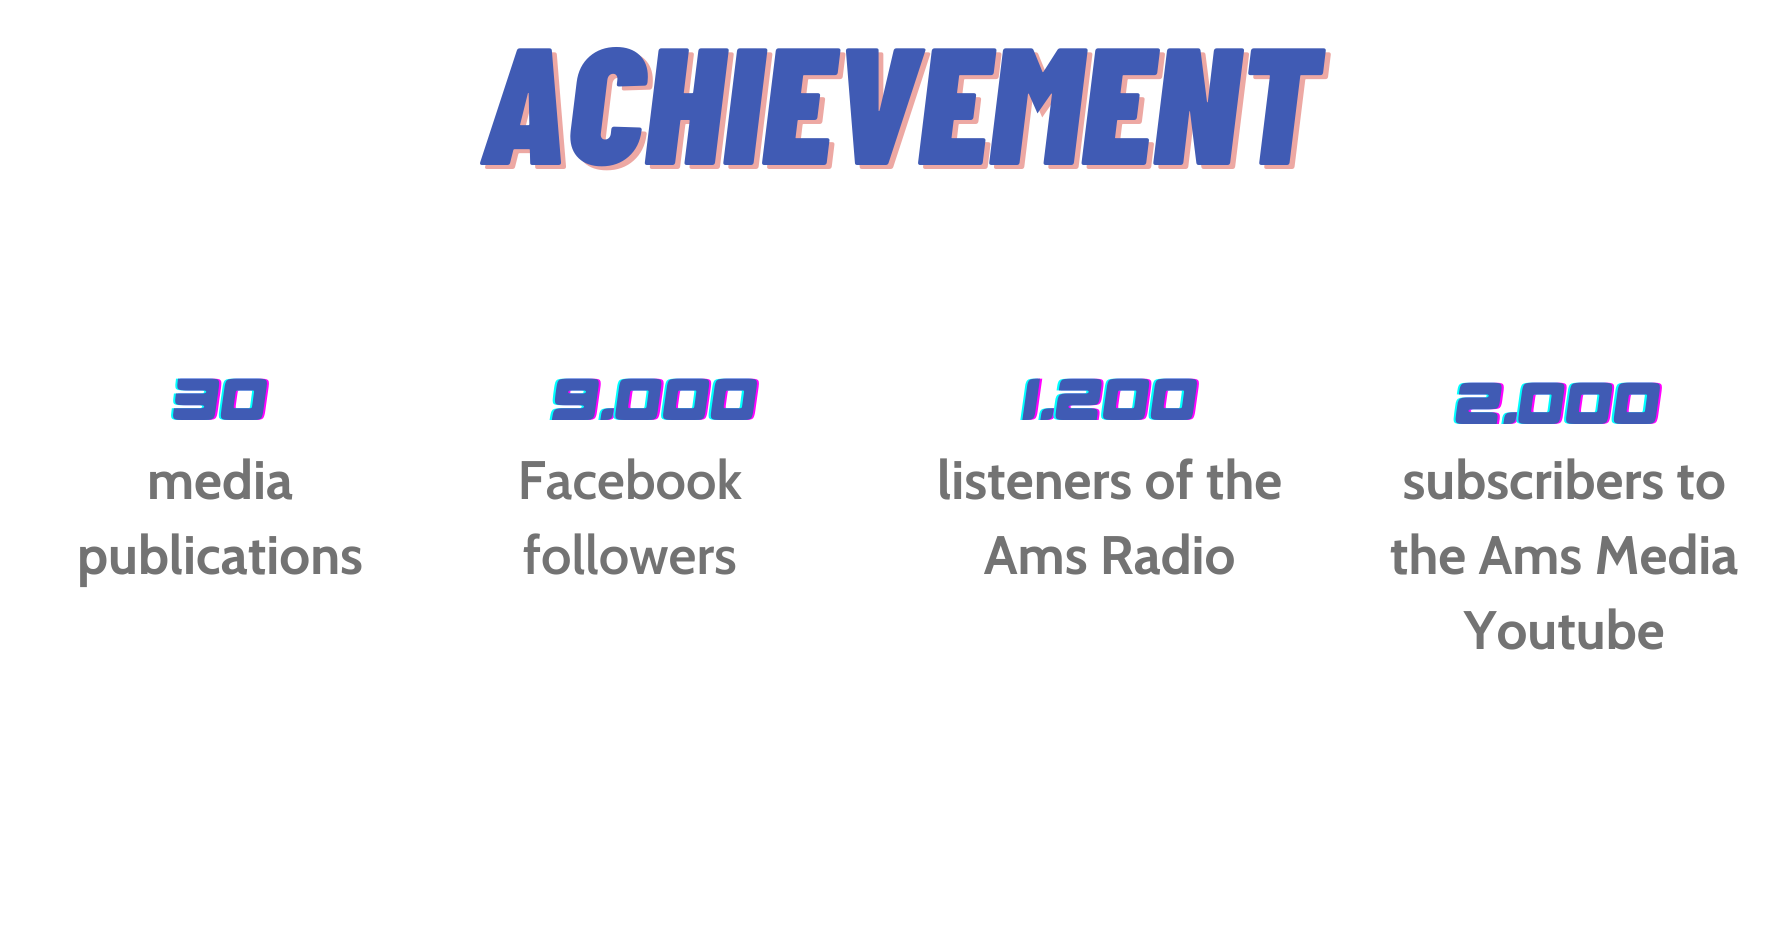 ACHIEVEMENT
30
media
publications
9.000
Facebook
followers
1.200
listeners of the
Ams Radio
2.000
subscribers to
the Ams Media
Youtube